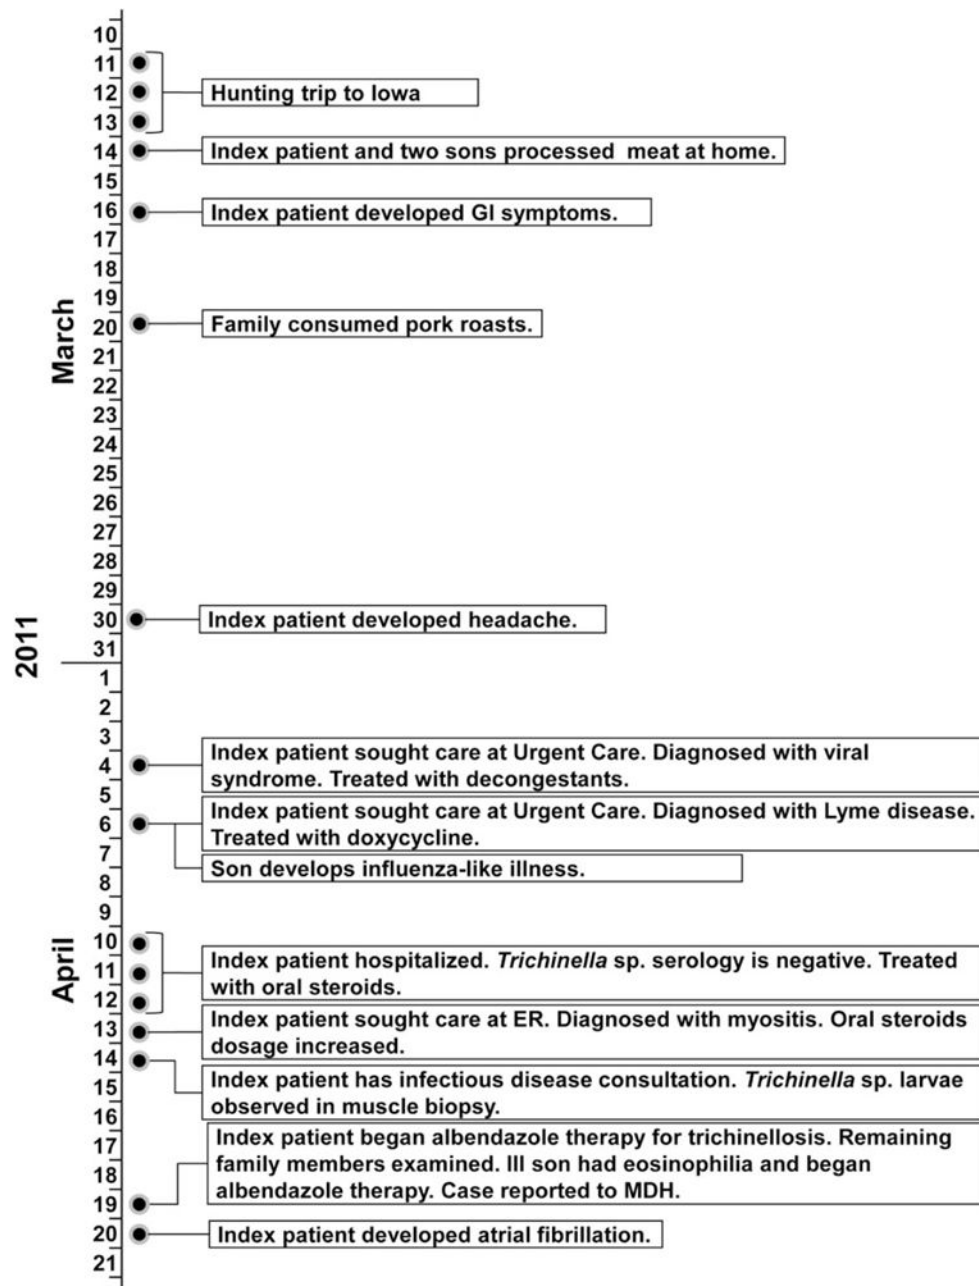 2011
March
10
11
12
13
Hunting trip to Iowa
14
Index patient and two sons processed meat at home.
15
16
Index patient developed GI symptoms.
17
18
19
20
Family consumed pork roasts.
21
22
23
24
25
26
27
28
29
30
Index patient developed headache.
31
April
1
2
3
4
Index patient sought care at Urgent Care. Diagnosed with viral
syndrome. Treated with decongestants.
5
6
Index patient sought care at Urgent Care. Diagnosed with Lyme disease.
Treated with doxycycline.
7
Son develops influenza-like illness.
8
9
10
11
12
Index patient hospitalized. Trichinella sp. serology is negative. Treated
with oral steroids.
13
Index patient sought care at ER. Diagnosed with myositis. Oral steroids
dosage increased.
14
15
Index patient has infectious disease consultation. Trichinella sp. larvae
observed in muscle biopsy.
16
17
18
19
Index patient began albendazole therapy for trichinellosis. Remaining
family members examined. Ill son had eosinophilia and began
albendazole therapy. Case reported to MDH.
20
Index patient developed atrial fibrillation.
21